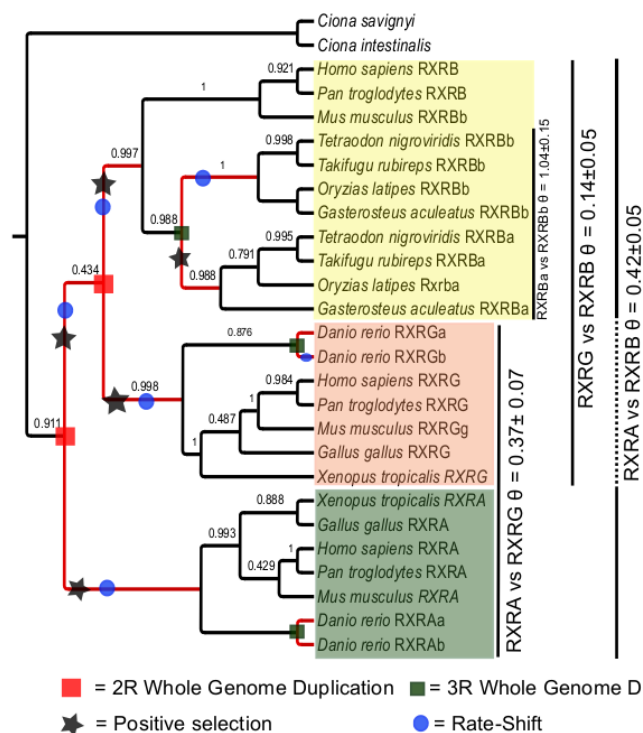 Ciona savignyi
Ciona intestinalis
0.921
Homo sapiens RXRB
1
Pan troglodytes RXRB
Mus musculus RXRBb
0.997
0.998
Tetraodon nigroviridis RXRBb
1
Takifugu rubireps RXRBb
Oryzias latipes RXRBb
0.988
Gasterosteus aculeatus RXRBb
0.995
Tetraodon nigroviridis RXRBa
0.791
Takifugu rubireps RXRBa
0.988
Oryzias latipes Rxrba
0.434
Gasterosteus aculeatus RXRBa
0.876
Danio rerio RXRGa
Danio rerio RXRGb
0.998
0.984
Homo sapiens RXRG
1
Pan troglodytes RXRG
0.487
Mus musculus RXRGg
0.911
1
Gallus gallus RXRG
Xenopus tropicalis RXRG
0.888
Xenopus tropicalis RXRA
0.993
Gallus gallus RXRA
1
Homo sapiens RXRA
0.429
Pan troglodytes RXRA
Mus musculus RXRA
Danio rerio RXRAa
Danio rerio RXRAb
RXRBa vs RXRBb θ = 1.04±0.15
RXRG vs RXRB θ = 0.14±0.05
RXRA vs RXRB θ = 0.42±0.05
RXRA vs RXRG θ = 0.37± 0.07
= 2R Whole Genome Duplication
= 3R Whole Genome D
= Positive selection
= Rate-Shift